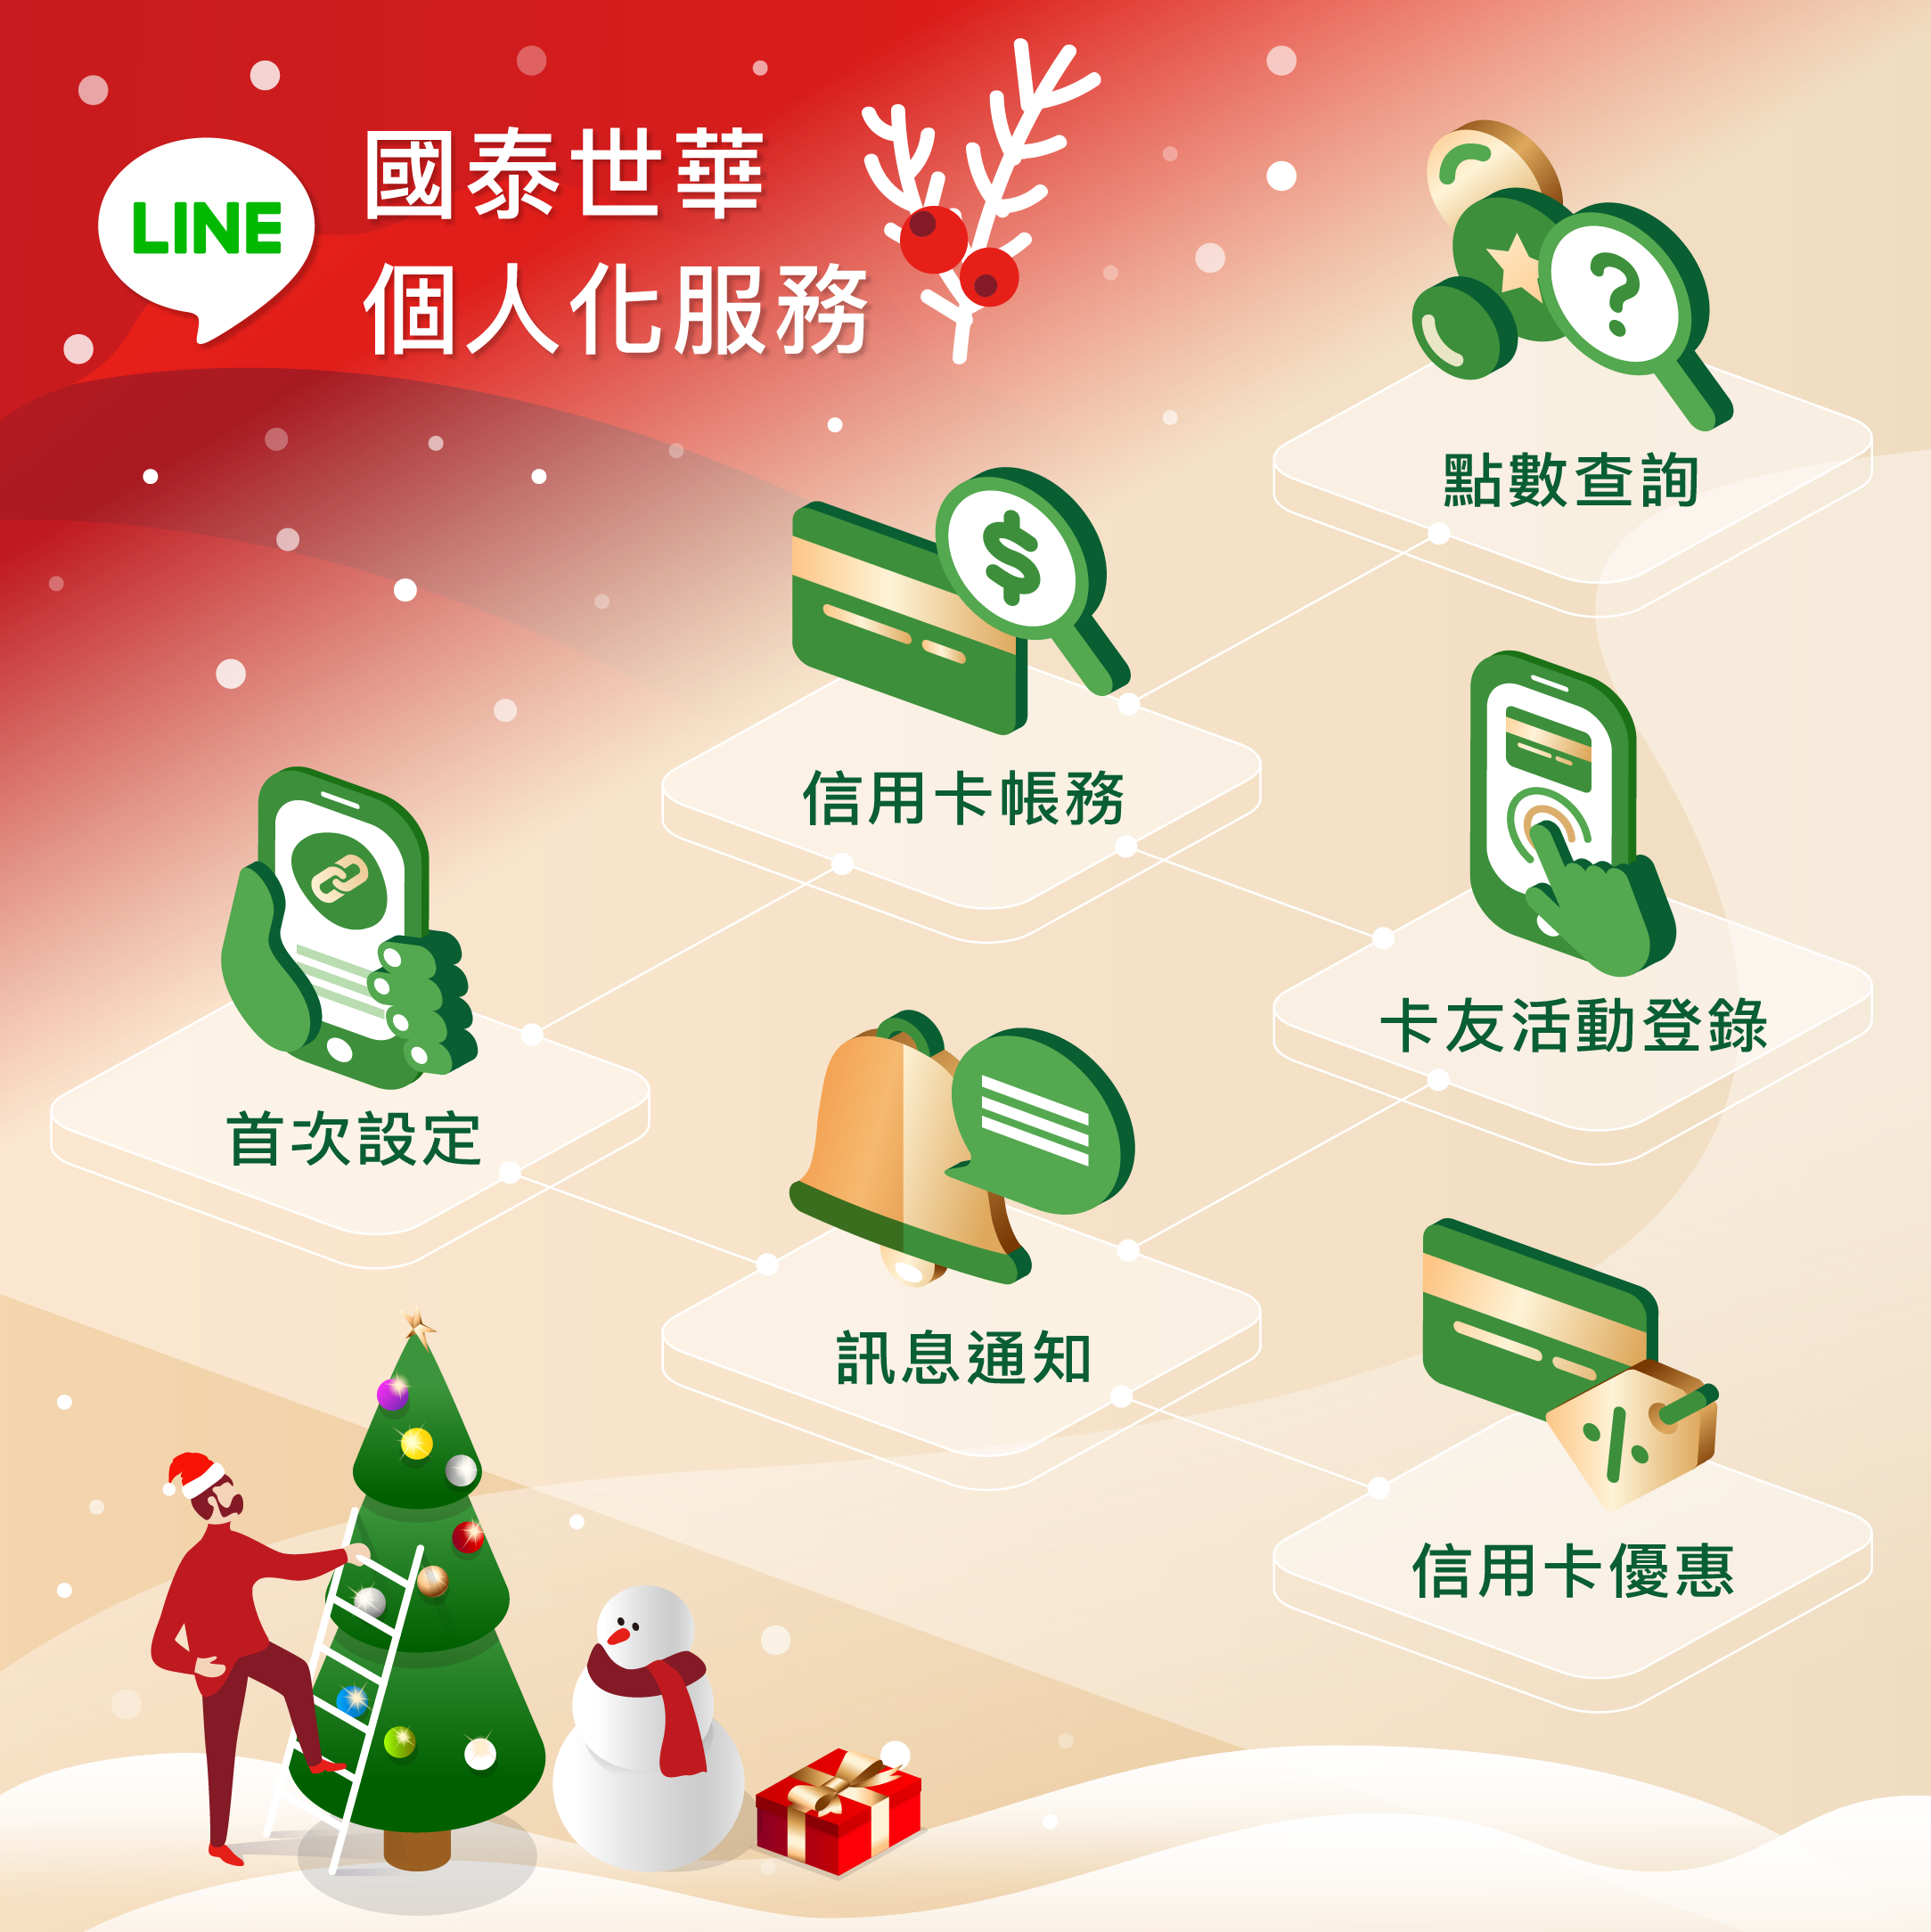 LINE
國泰世華
個人化服務
點數查詢
信用卡帳務
卡友活動登錄
首次設定
訊息通知
信用卡優惠